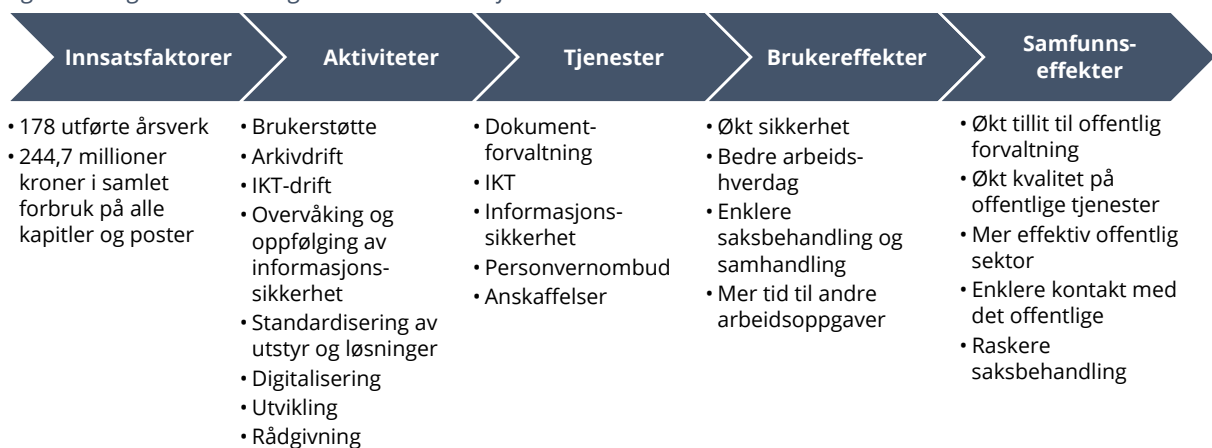 Innsatsfaktorer
Aktiviteter
Tjenester
Brukereffekter
Samfunns-
effekter
• 178 utførte årsverk
• 244,7 millioner
kroner i samlet
forbruk på alle
kapitler og poster
• Brukerstøtte
• Arkivdrift
• IKT-drift
• Overvåking og
oppfølging av
informasjons-
sikkerhet
• Standardisering av
utstyr og løsninger
• Digitalisering
• Utvikling
• Rådgivning
• Dokument-
forvaltning
• IKT
• Informasjons-
sikkerhet
• Personvernombud
• Anskaffelser
• Økt sikkerhet
• Bedre arbeids-
hverdag
• Enklere
saksbehandling og
samhandling
• Mer tid til andre
arbeidsoppgaver
• Økt tillit til offentlig
forvaltning
• Økt kvalitet på
offentlige tjenester
• Mer effektiv offentlig
sektor
• Enklere kontakt med
det offentlige
• Raskere
saksbehandling